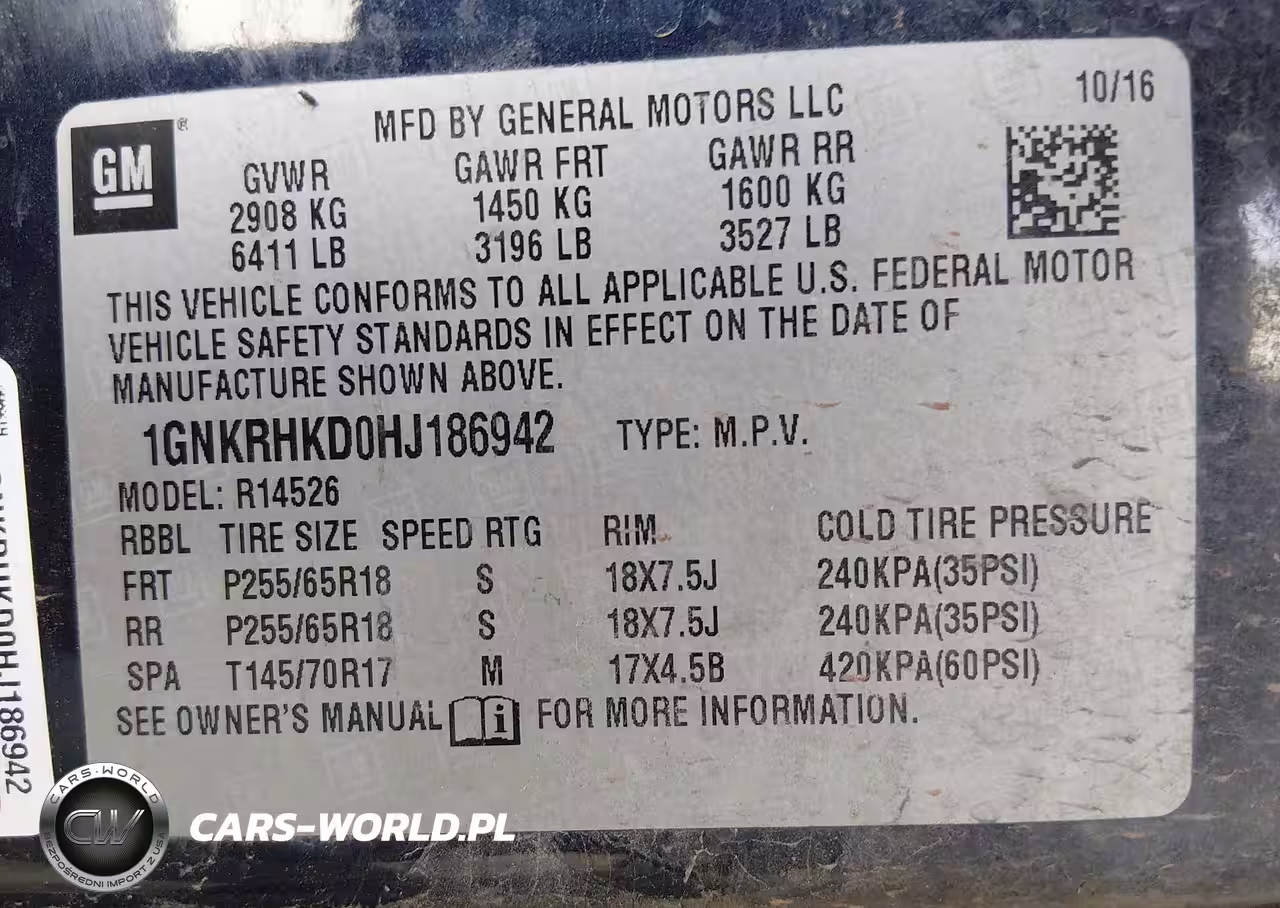 MFD BY GENERAL MOTORS LLC 10/16
GM ®
GVWR GAWR FRT GAWR RR
2908 KG 1450 KG 1600 KG
6411 LB 3196 LB 3527 LB
THIS VEHICLE CONFORMS TO ALL APPLICABLE U.S. FEDERAL MOTOR
VEHICLE SAFETY STANDARDS IN EFFECT ON THE DATE OF
MANUFACTURE SHOWN ABOVE.
1GNKRHKD0HJ186942 TYPE: M.P.V.
MODEL: R14526
RBBL TIRE SIZE SPEED RTG RIM COLD TIRE PRESSURE
FRT P255/65R18 S 18X7.5J 240KPA(35PSI)
RR P255/65R18 S 18X7.5J 240KPA(35PSI)
SPA T145/70R17 M 17X4.5B 420KPA(60PSI)
SEE OWNER'S MANUAL i FOR MORE INFORMATION.
CARS-WORLD
CW
BEZPOŚREDNI IMPORT Z USA
CARS-WORLD.PL